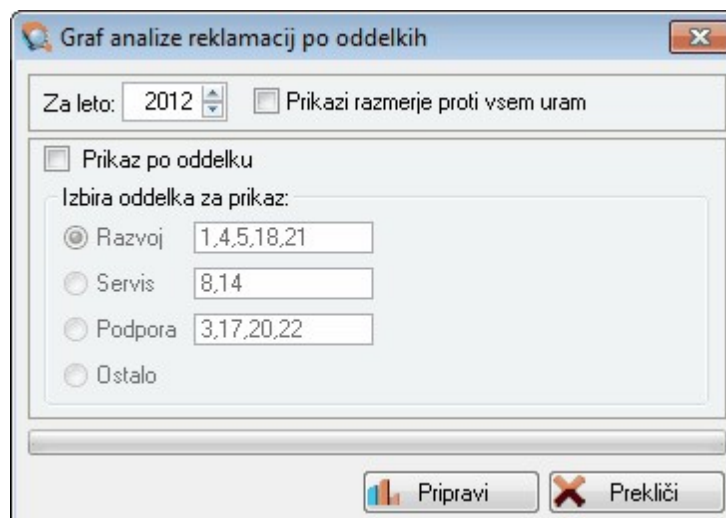 Graf analize reklamacij po oddelkih
Za leto: 2012 Prikazi razmerje proti vsem uram
Prikaz po oddelku
Izbira oddelka za prikaz:
Razvoj 1,4,5,18,21
Servis 8,14
Podpora 3,17,20,22
Ostalo
Pripravi Prekliči